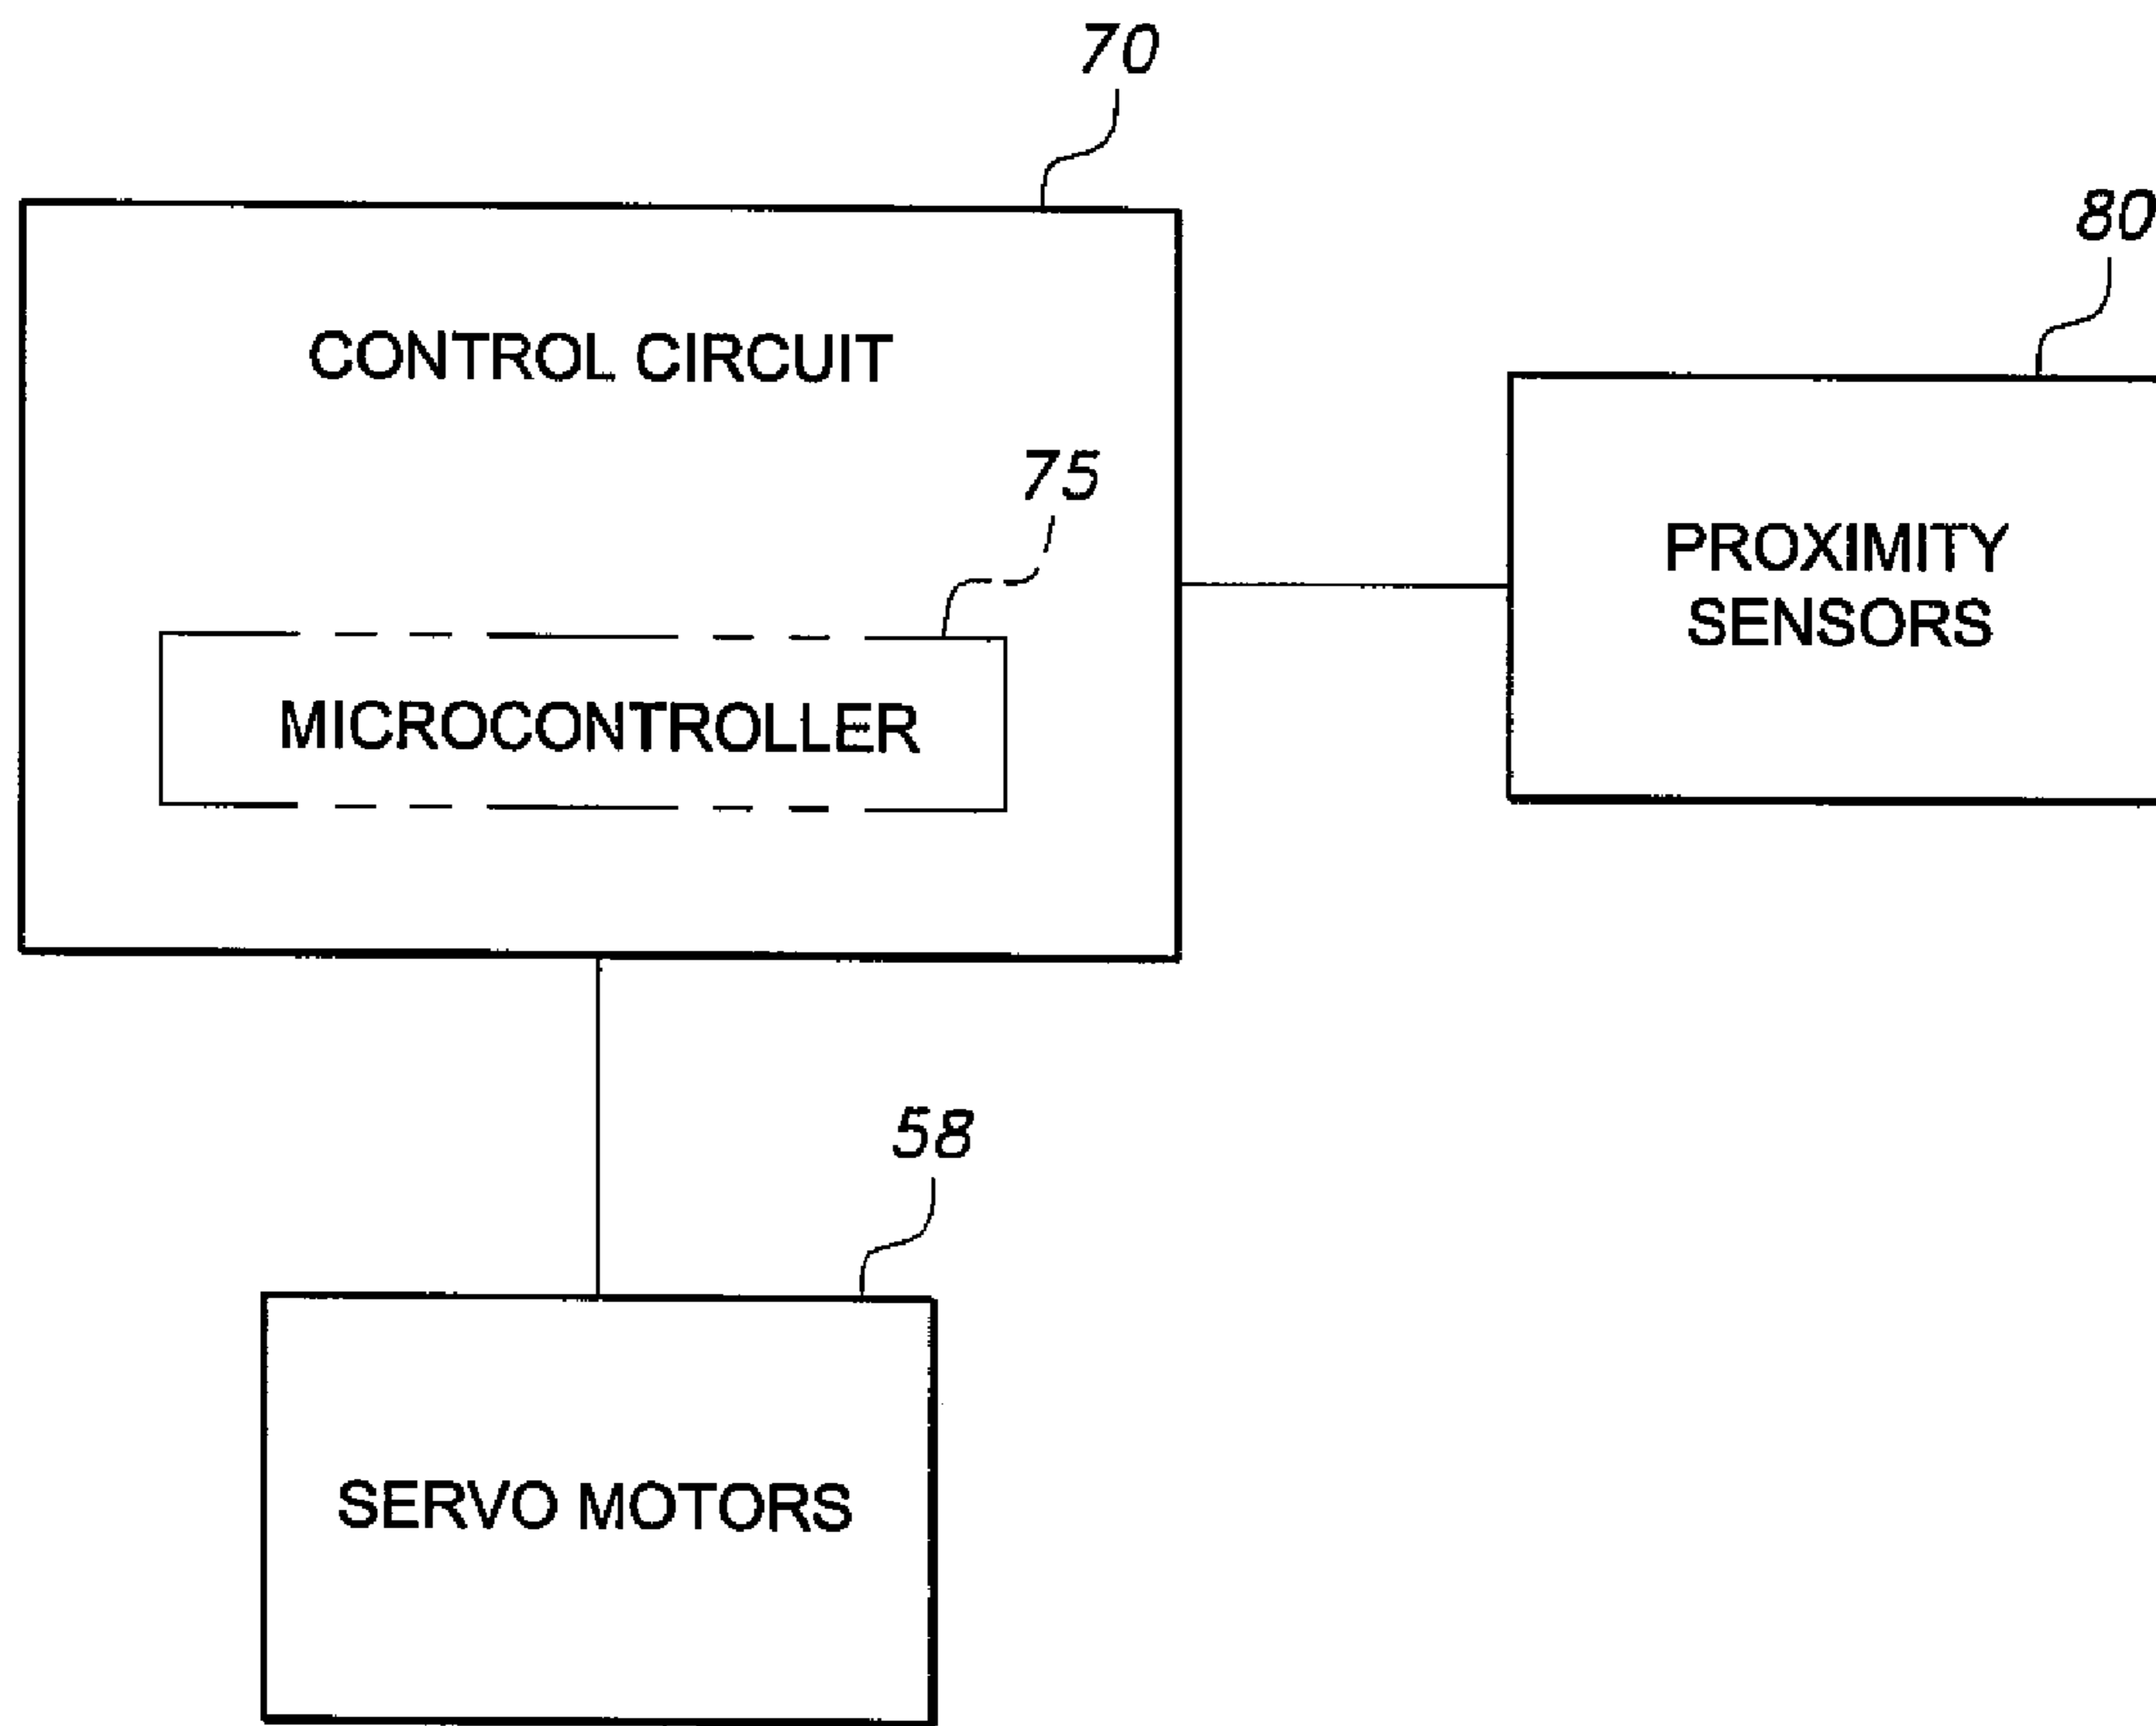 70
80
CONTROL CIRCUIT
75
PROXIMITY
SENSORS
MICROCONTROLLER
58
SERVO MOTORS